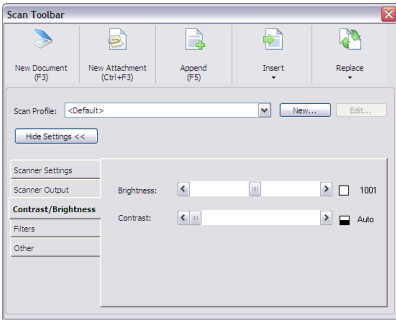 Scan Toolbar
New Document
(F3)
New Attachment
(Ctrl+F3)
Append
(F5)
Insert
Replace
Scan Profile: <Default> New... Edit...
Hide Settings <<
Scanner Settings
Scanner Output
Contrast/Brightness
Filters
Other
Brightness: 1001
Contrast: Auto